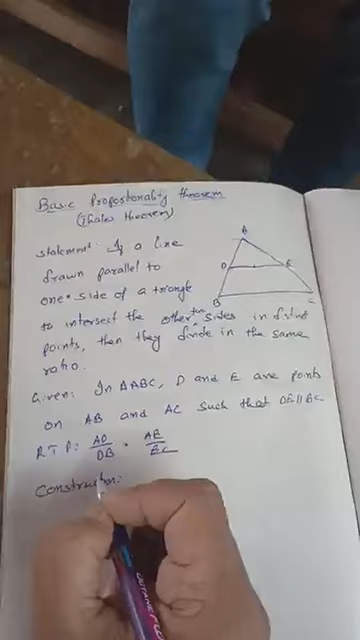 Basic Proportionality theorem
(Thales theorem)
Statement: If a line
drawn parallel to
one side of a triangle
to intersect the other two sides in distinct
points, then they divide in the same
ratio.
A
D E
B C
Given: In ΔABC, D and E are points
on AB and AC such that DE∥BC
R T P: AD/DB = AE/EC
Construction:
OCTANE